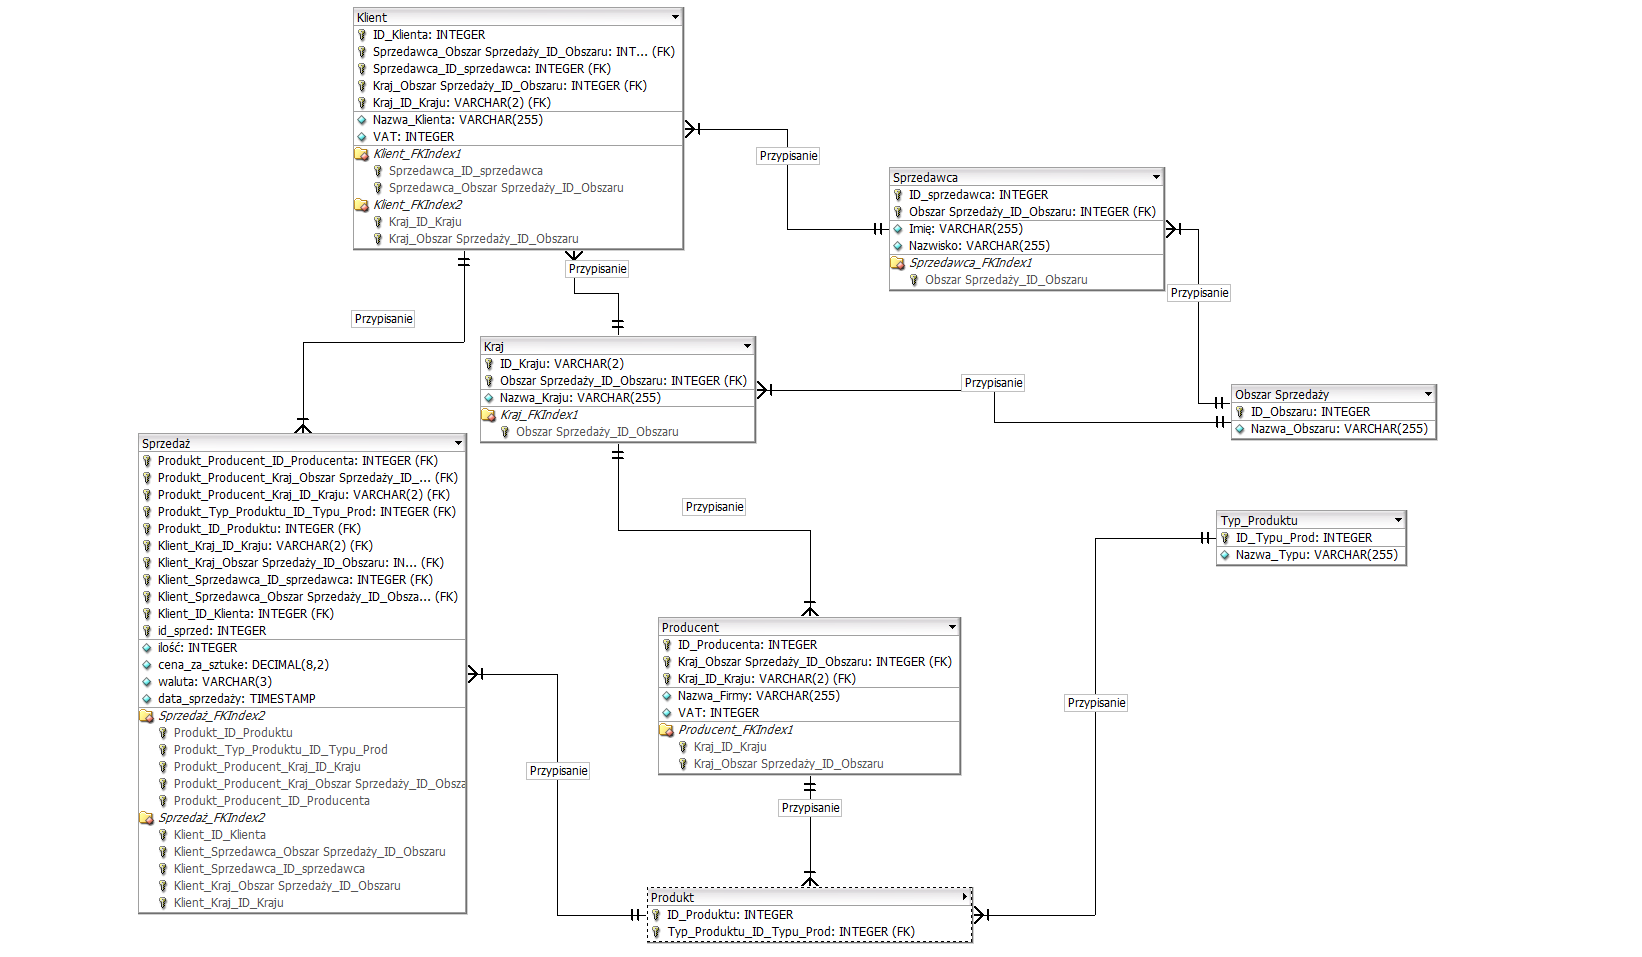 Klient
ID_Klienta: INTEGER
Sprzedawca_Obszar Sprzedaży_ID_Obszaru: INT... (FK)
Sprzedawca_ID_sprzedawca: INTEGER (FK)
Kraj_Obszar Sprzedaży_ID_Obszaru: INTEGER (FK)
Kraj_ID_Kraju: VARCHAR(2) (FK)
Nazwa_Klienta: VARCHAR(255)
VAT: INTEGER
Klient_FKIndex1
Sprzedawca_ID_sprzedawca
Sprzedawca_Obszar Sprzedaży_ID_Obszaru
Klient_FKIndex2
Kraj_ID_Kraju
Kraj_Obszar Sprzedaży_ID_Obszaru
Przypisanie
Sprzedawca
ID_sprzedawca: INTEGER
Obszar Sprzedaży_ID_Obszaru: INTEGER (FK)
Imię: VARCHAR(255)
Nazwisko: VARCHAR(255)
Sprzedawca_FKIndex1
Obszar Sprzedaży_ID_Obszaru
Przypisanie
Przypisanie
Przypisanie
Kraj
ID_Kraju: VARCHAR(2)
Obszar Sprzedaży_ID_Obszaru: INTEGER (FK)
Nazwa_Kraju: VARCHAR(255)
Kraj_FKIndex1
Obszar Sprzedaży_ID_Obszaru
Przypisanie
Obszar Sprzedaży
ID_Obszaru: INTEGER
Nazwa_Obszaru: VARCHAR(255)
Sprzedaż
Produkt_Producent_ID_Producenta: INTEGER (FK)
Produkt_Producent_Kraj_Obszar Sprzedaży_ID_... (FK)
Produkt_Producent_Kraj_ID_Kraju: VARCHAR(2) (FK)
Produkt_Typ_Produktu_ID_Typu_Prod: INTEGER (FK)
Produkt_ID_Produktu: INTEGER (FK)
Klient_Kraj_ID_Kraju: VARCHAR(2) (FK)
Klient_Kraj_Obszar Sprzedaży_ID_Obszaru: IN... (FK)
Klient_Sprzedawca_ID_sprzedawca: INTEGER (FK)
Klient_Sprzedawca_Obszar Sprzedaży_ID_Obsza... (FK)
Klient_ID_Klienta: INTEGER (FK)
id_sprzed: INTEGER
ilość: INTEGER
cena_za_sztuke: DECIMAL(8,2)
waluta: VARCHAR(3)
data_sprzedaży: TIMESTAMP
Sprzedaż_FKIndex2
Produkt_ID_Produktu
Produkt_Typ_Produktu_ID_Typu_Prod
Produkt_Producent_Kraj_ID_Kraju
Produkt_Producent_Kraj_Obszar Sprzedaży_ID_Obsza
Produkt_Producent_ID_Producenta
Sprzedaż_FKIndex2
Klient_ID_Klienta
Klient_Sprzedawca_Obszar Sprzedaży_ID_Obszaru
Klient_Sprzedawca_ID_sprzedawca
Klient_Kraj_Obszar Sprzedaży_ID_Obszaru
Klient_Kraj_ID_Kraju
Przypisanie
Typ_Produktu
ID_Typu_Prod: INTEGER
Nazwa_Typu: VARCHAR(255)
Producent
ID_Producenta: INTEGER
Kraj_Obszar Sprzedaży_ID_Obszaru: INTEGER (FK)
Kraj_ID_Kraju: VARCHAR(2) (FK)
Nazwa_Firmy: VARCHAR(255)
VAT: INTEGER
Producent_FKIndex1
Kraj_ID_Kraju
Kraj_Obszar Sprzedaży_ID_Obszaru
Przypisanie
Przypisanie
Przypisanie
Produkt
ID_Produktu: INTEGER
Typ_Produktu_ID_Typu_Prod: INTEGER (FK)